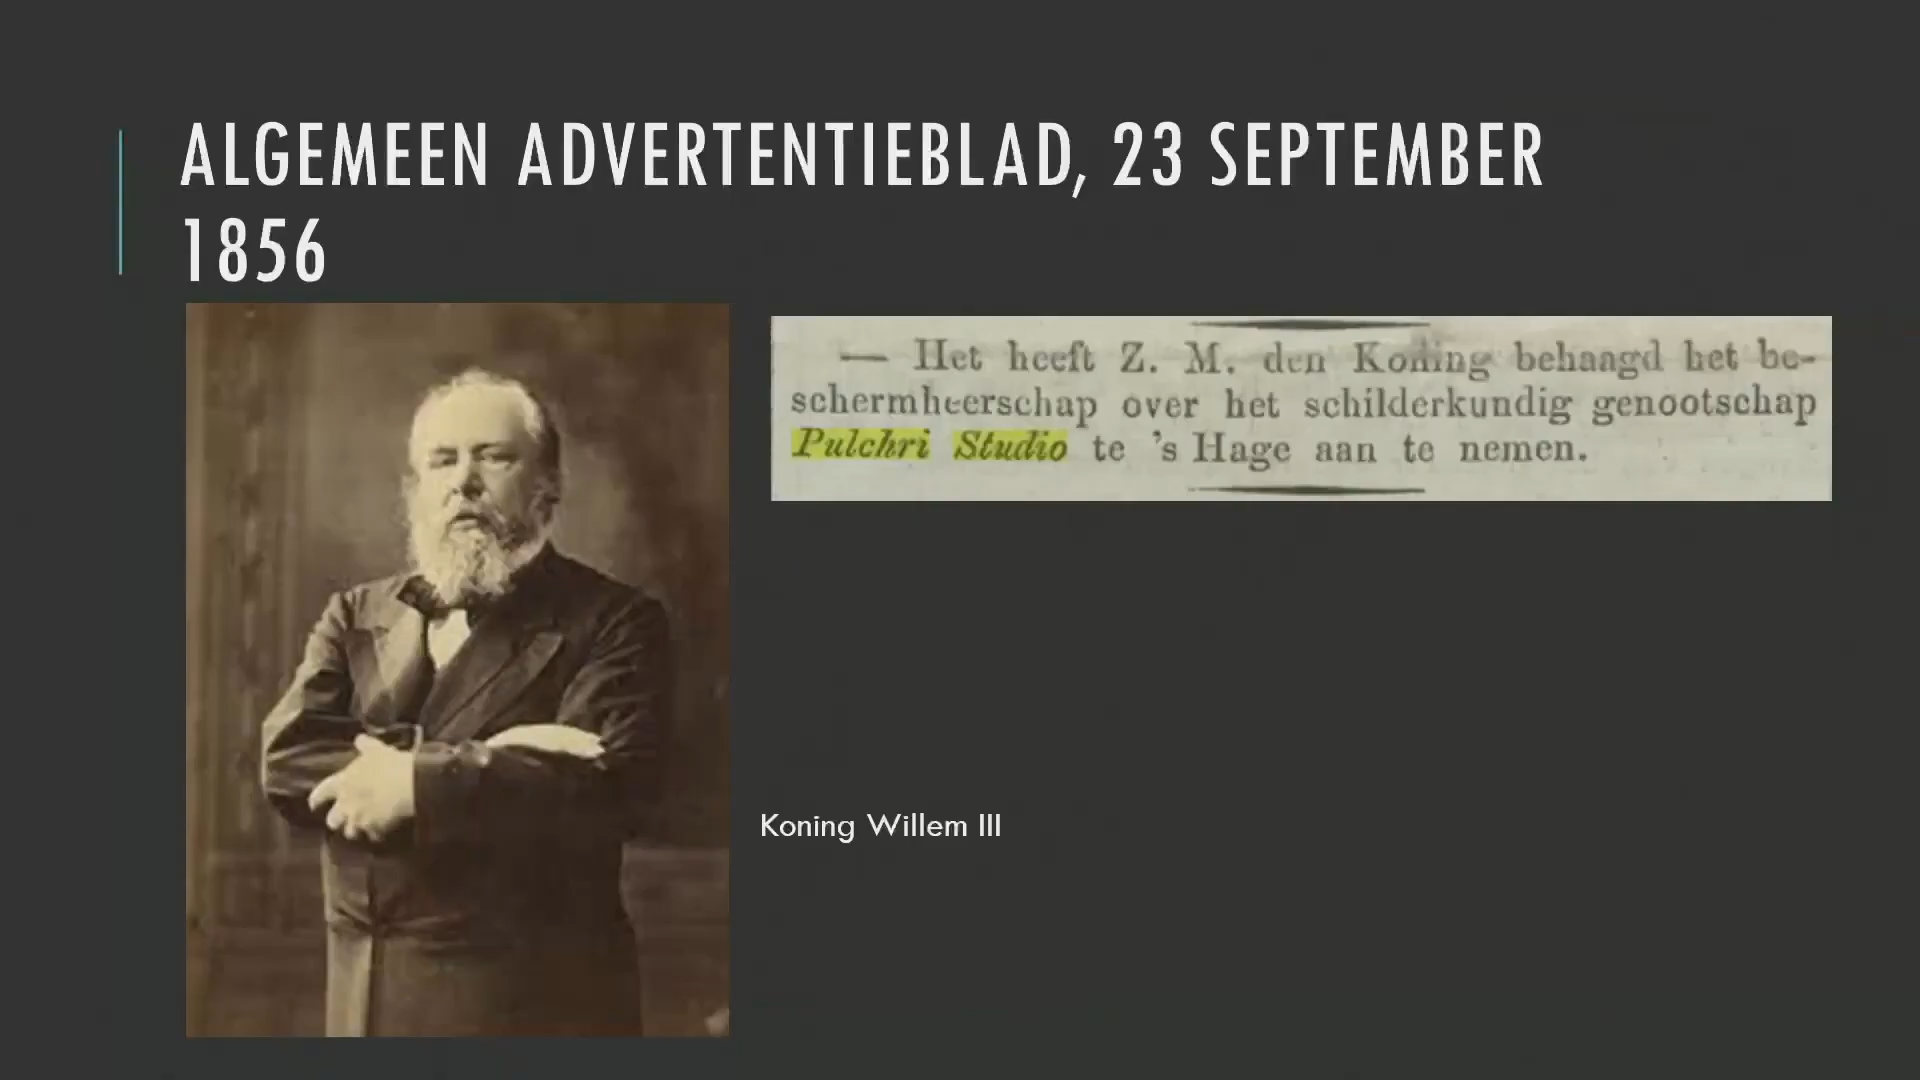 ALGEMEEN ADVERTENTIEBLAD, 23 SEPTEMBER
1856
— Het heeft Z. M. den Koning behaagd het be-
schermheerschap over het schilderkundig genootschap
Pulchri Studio te 's Hage aan te nemen.
Koning Willem III